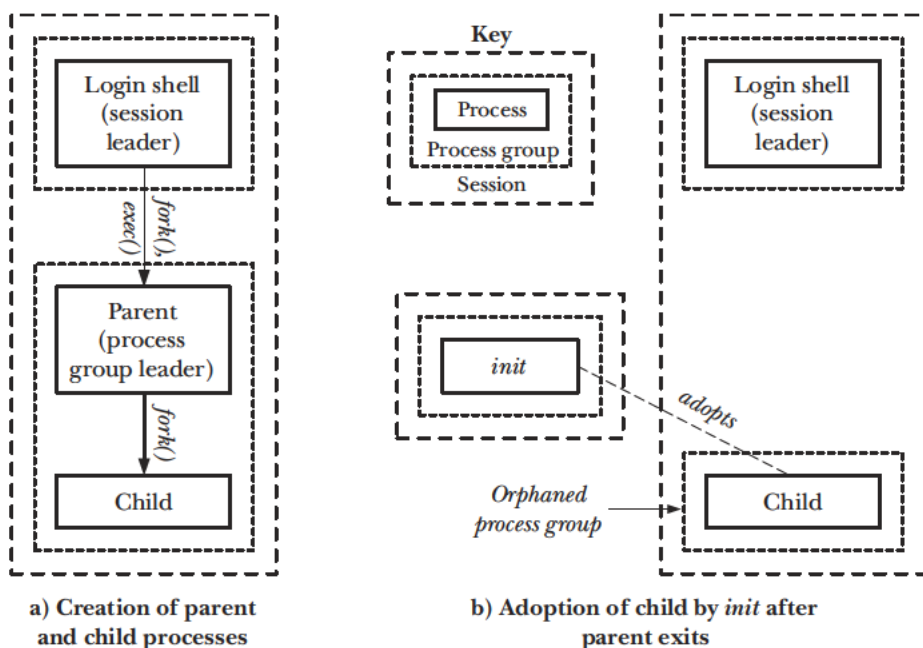 Login shell
(session
leader)
fork(),
exec()
Parent
(process
group leader)
fork()
Child
a) Creation of parent
and child processes
Key
Process
Process group
Session
init
adopts
Orphaned
process group
Login shell
(session
leader)
Child
b) Adoption of child by init after
parent exits